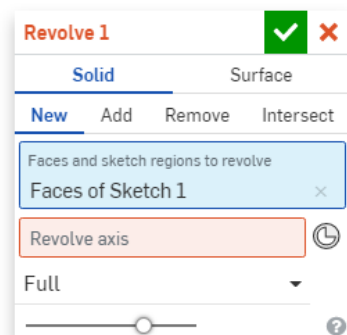 Revolve 1
Solid Surface
New Add Remove Intersect
Faces and sketch regions to revolve
Faces of Sketch 1
Revolve axis
Full